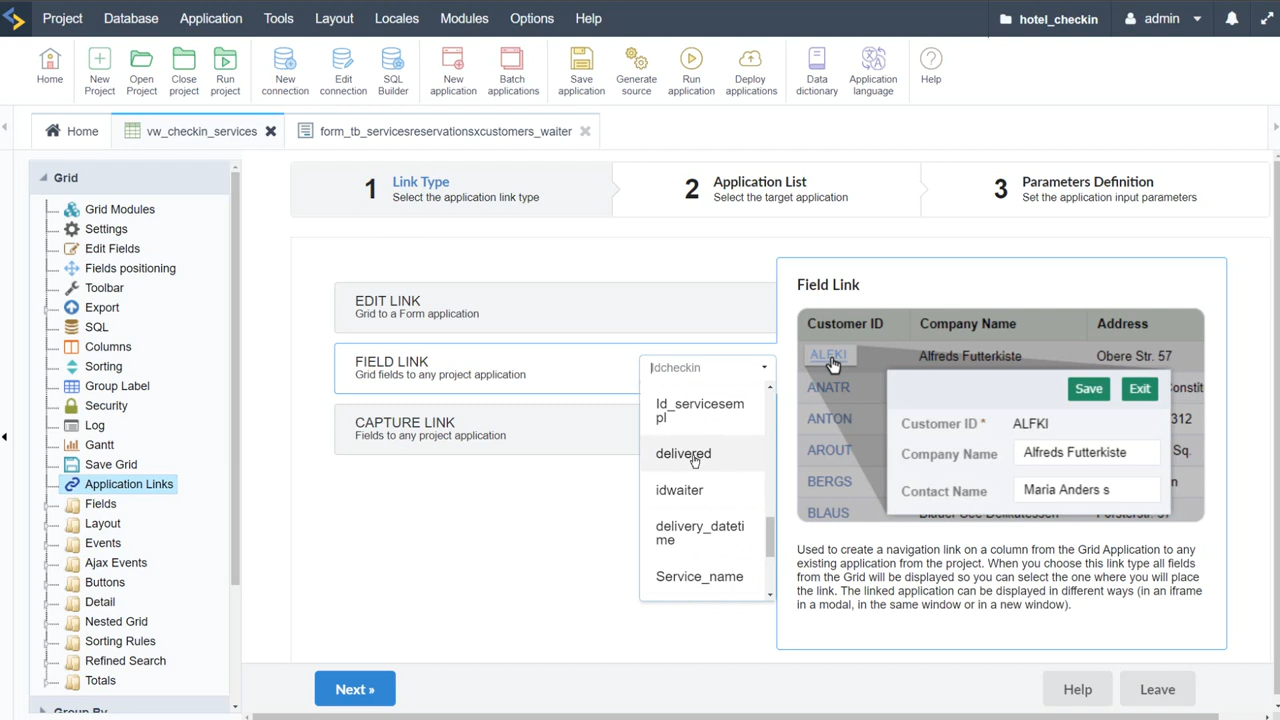 Project Database Application Tools Layout Locales Modules Options Help hotel_checkin admin
Home
New Project
Open Project
Close project
Run project
New connection
Edit connection
SQL Builder
New application
Batch applications
Save application
Generate source
Run application
Deploy applications
Data dictionary
Application language
Help
Home vw_checkin_services form_tb_servicesreservationsxcustomers_waiter
Grid
Grid Modules
Settings
Edit Fields
Fields positioning
Toolbar
Export
SQL
Columns
Sorting
Group Label
Security
Log
Gantt
Save Grid
Application Links
Fields
Layout
Events
Ajax Events
Buttons
Detail
Nested Grid
Sorting Rules
Refined Search
Totals
Group By
1 Link Type
Select the application link type
2 Application List
Select the target application
3 Parameters Definition
Set the application input parameters
EDIT LINK
Grid to a Form application
FIELD LINK
Grid fields to any project application
CAPTURE LINK
Fields to any project application
Idcheckin
Id_servicesem
pl
delivered
idwaiter
delivery_dateti
me
Service_name
Field Link
Customer ID Company Name Address
ALFKI Alfreds Futterkiste Obere Str. 57
ANATR Constit
ANTON 312
AROUT Sq.
BERGS n
BLAUS Blauer See Delikatessen Forsterstr. 57
Save Exit
Customer ID * ALFKI
Company Name Alfreds Futterkiste
Contact Name Maria Anders s
Used to create a navigation link on a column from the Grid Application to any
existing application from the project. When you choose this link type all fields
from the Grid will be displayed so you can select the one where you will place
the link. The linked application can be displayed in different ways (in an iframe
in a modal, in the same window or in a new window).
Next » Help Leave